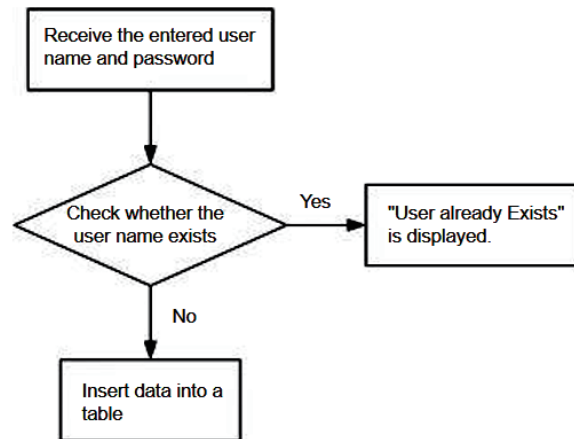 Receive the entered user
name and password
Check whether the
user name exists
Yes
"User already Exists"
is displayed.
No
Insert data into a
table